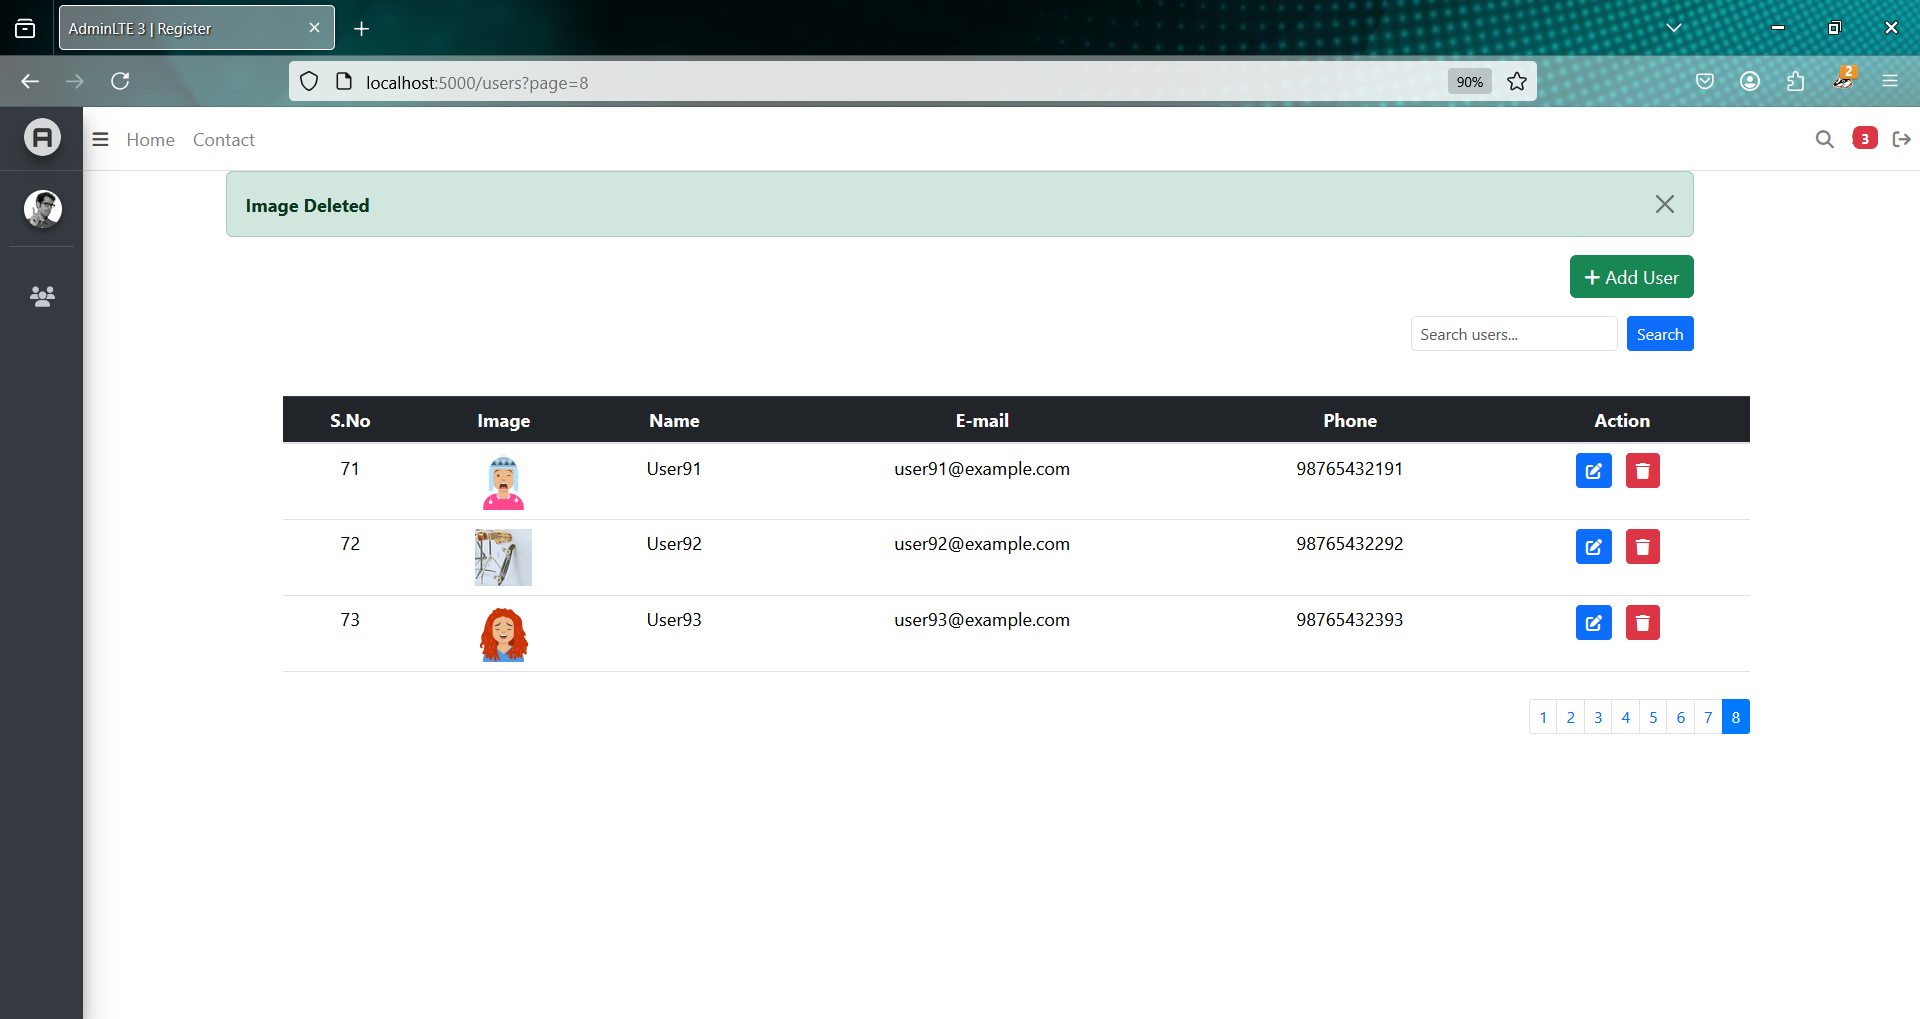 AdminLTE 3 | Register
localhost:5000/users?page=8
90%
2
A
Home Contact
3
Image Deleted
+ Add User
Search users...
Search
S.No Image Name E-mail Phone Action
71 User91 user91@example.com 98765432191
72 User92 user92@example.com 98765432292
73 User93 user93@example.com 98765432393
1 2 3 4 5 6 7 8